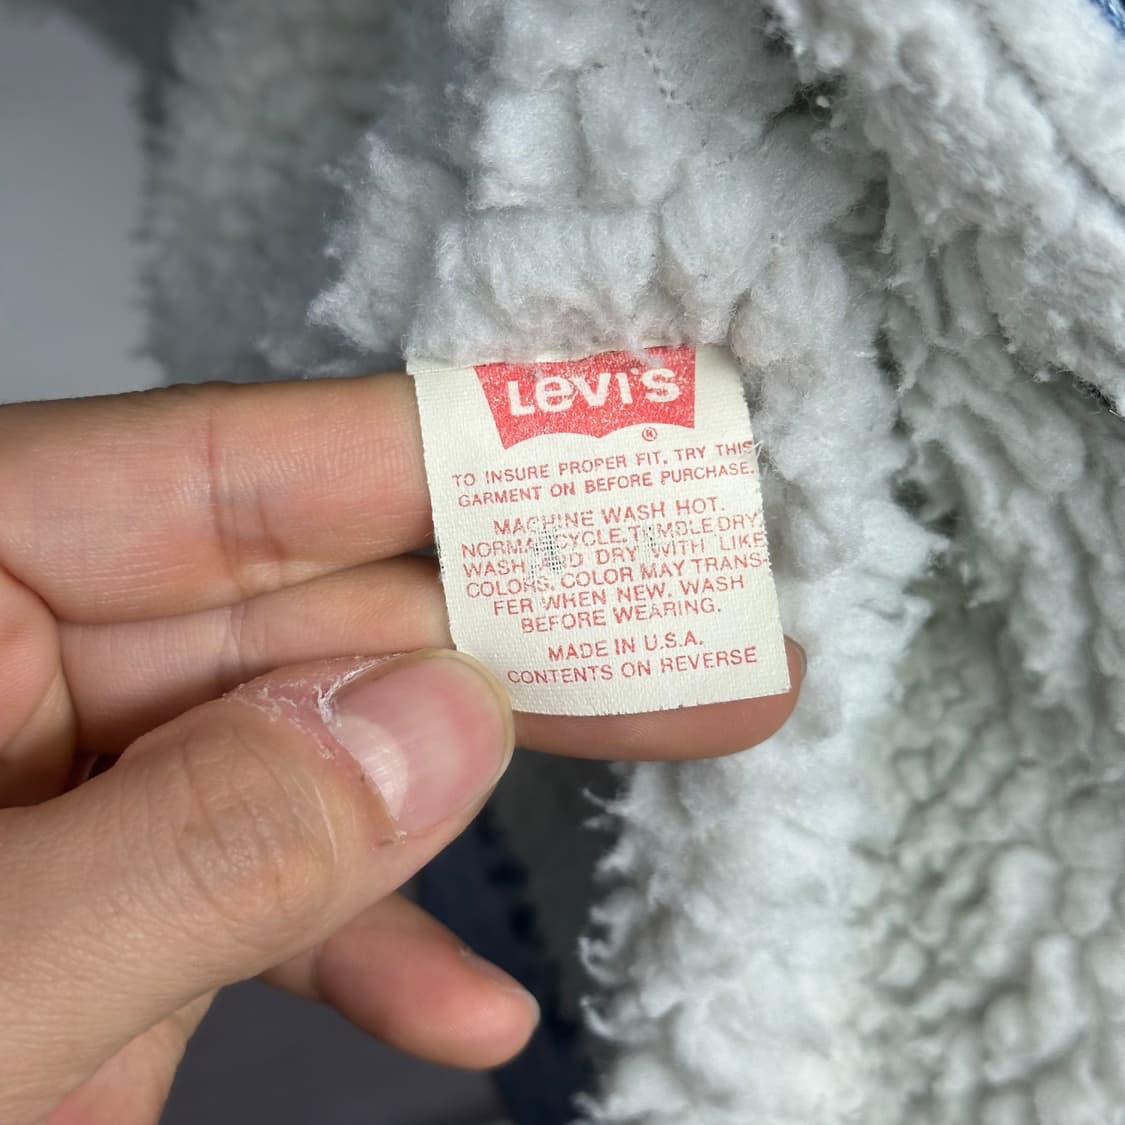 Levi's
®
TO INSURE PROPER FIT, TRY THIS
GARMENT ON BEFORE PURCHASE.
MACHINE WASH HOT.
NORMAL CYCLE. TUMBLE DRY.
WASH AND DRY WITH LIKE
COLORS. COLOR MAY TRANS-
FER WHEN NEW. WASH
BEFORE WEARING.
MADE IN U.S.A.
CONTENTS ON REVERSE